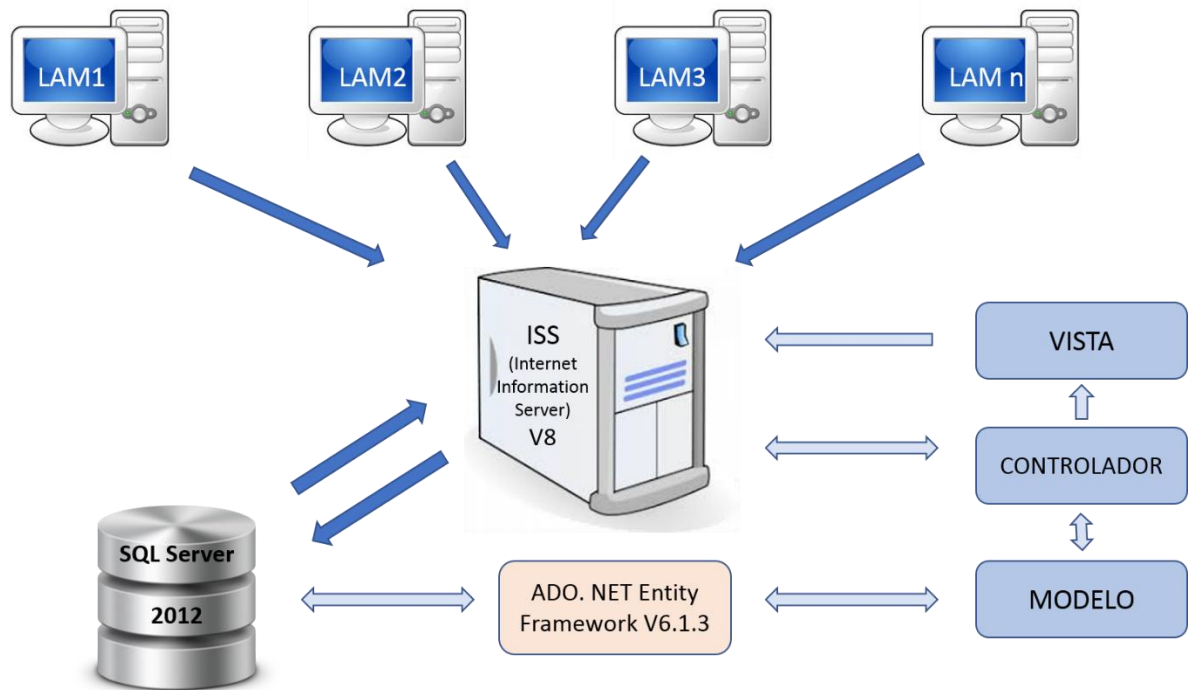 LAM1
LAM2
LAM3
LAM n
ISS
(Internet
Information
Server)
V8
VISTA
CONTROLADOR
MODELO
SQL Server
2012
ADO. NET Entity
Framework V6.1.3